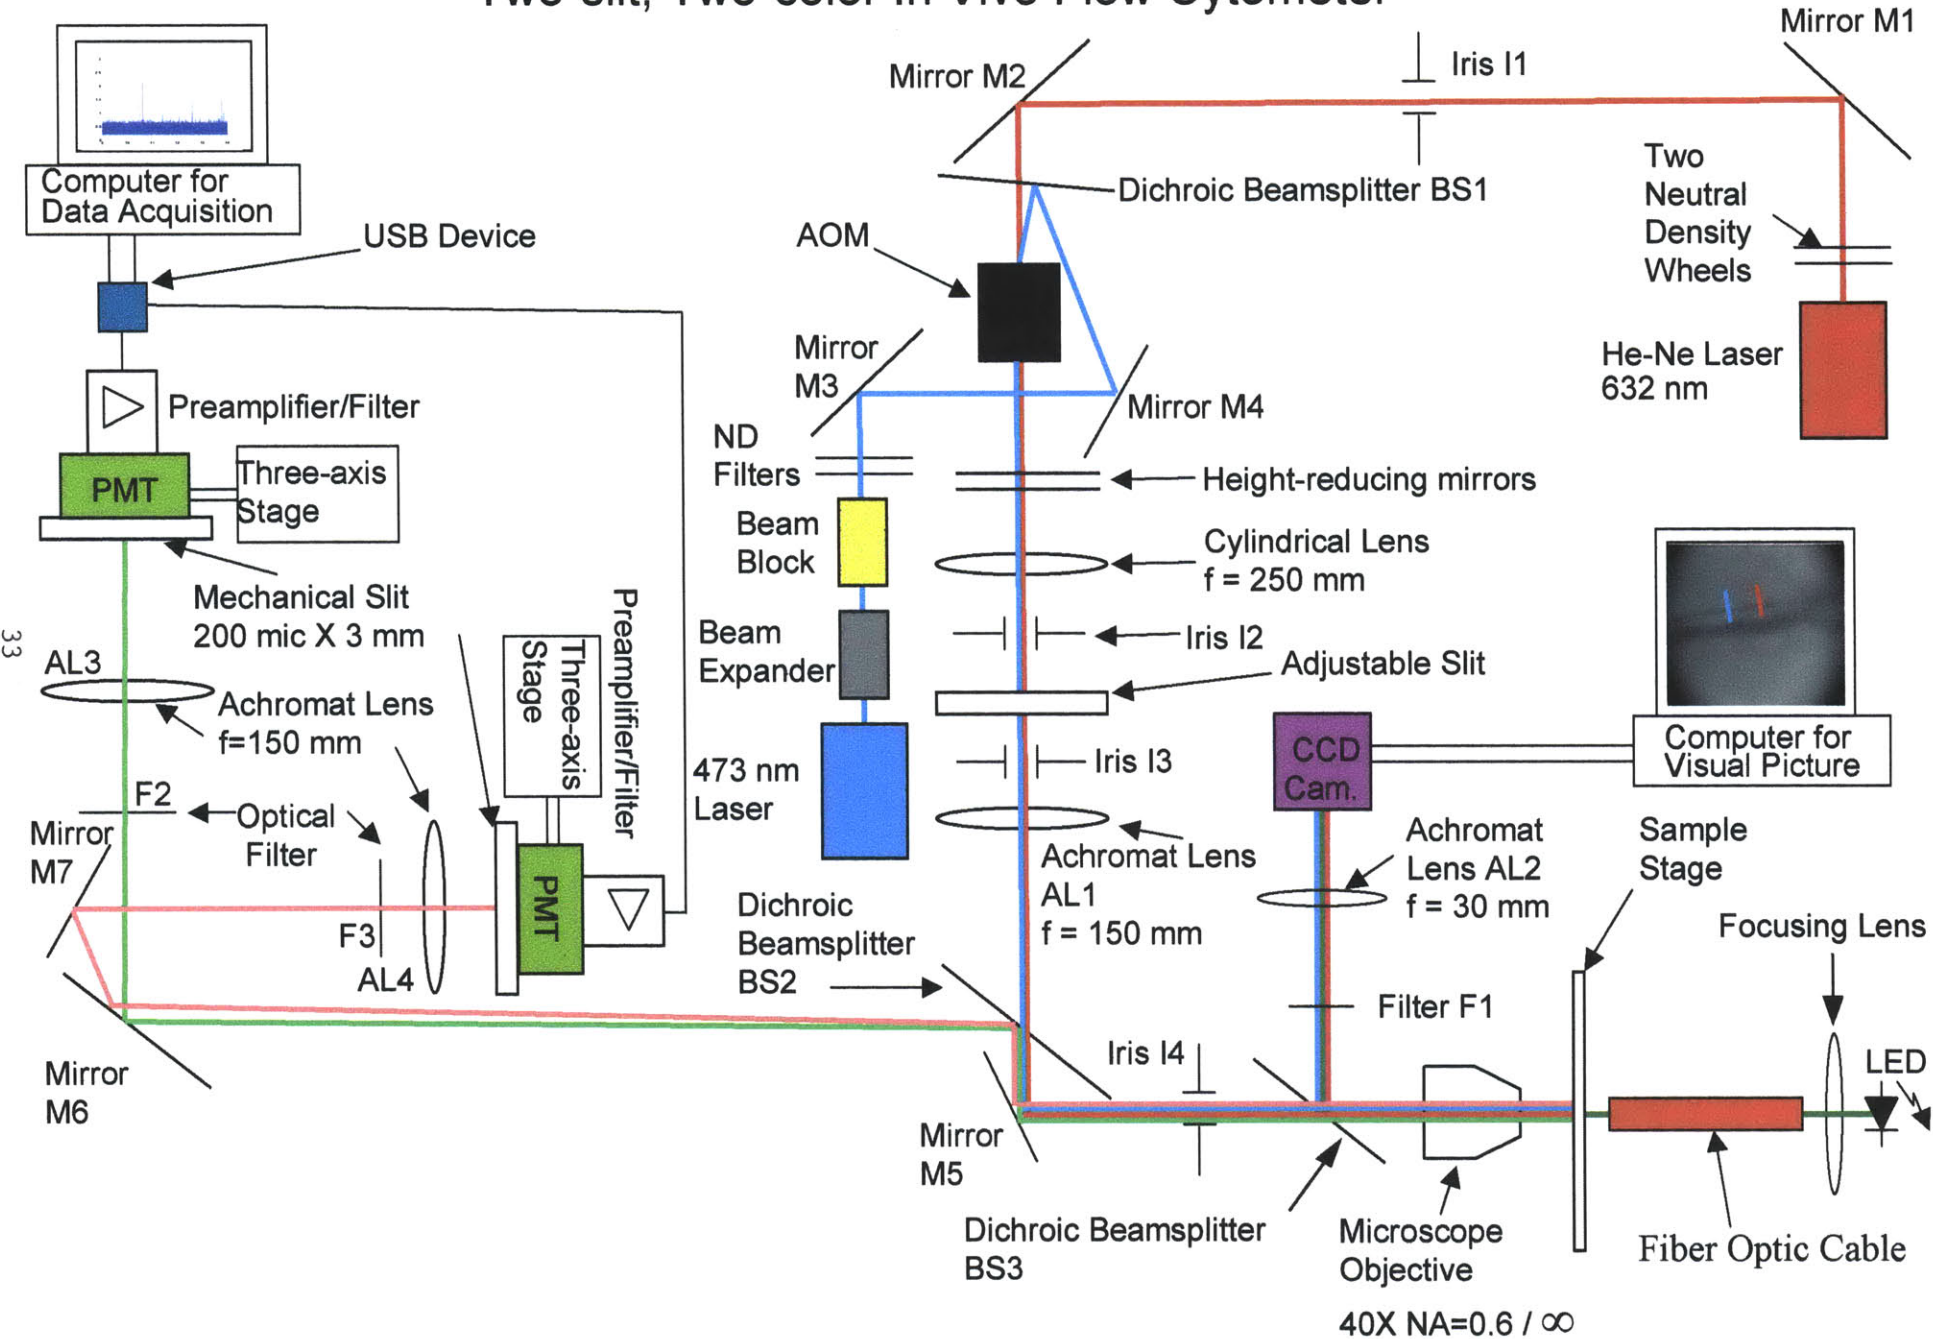 Two-slit, Two-color In Vivo Flow Cytometer
Mirror M1
Iris I1
Mirror M2
Two
Neutral
Density
Wheels
Dichroic Beamsplitter BS1
Computer for
Data Acquisition
USB Device
AOM
He-Ne Laser
632 nm
Mirror
M3
Mirror M4
Preamplifier/Filter
PMT
Three-axis
Stage
ND
Filters
Height-reducing mirrors
Beam
Block
Cylindrical Lens
f = 250 mm
Mechanical Slit
200 mic X 3 mm
Preamplifier/Filter
Three-axis
Stage
Beam
Expander
Iris I2
Adjustable Slit
33
AL3
Achromat Lens
f=150 mm
473 nm
Laser
Iris I3
CCD
Cam.
Computer for
Visual Picture
F2
Optical
Filter
Mirror
M7
Achromat Lens
AL1
f = 150 mm
Achromat
Lens AL2
f = 30 mm
Sample
Stage
PMT
F3
AL4
Dichroic
Beamsplitter
BS2
Focusing Lens
Filter F1
Iris I4
LED
Mirror
M6
Mirror
M5
Dichroic Beamsplitter
BS3
Microscope
Objective
40X NA=0.6 / ∞
Fiber Optic Cable